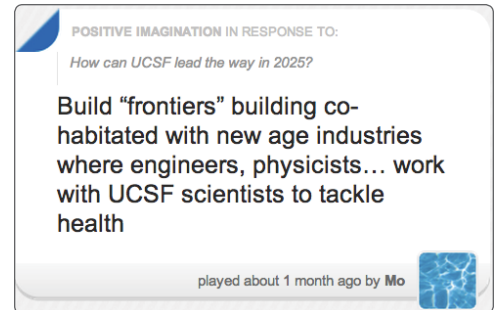 POSITIVE IMAGINATION IN RESPONSE TO:
How can UCSF lead the way in 2025?
Build “frontiers” building co-
habitated with new age industries
where engineers, physicists… work
with UCSF scientists to tackle
health
played about 1 month ago by Mo